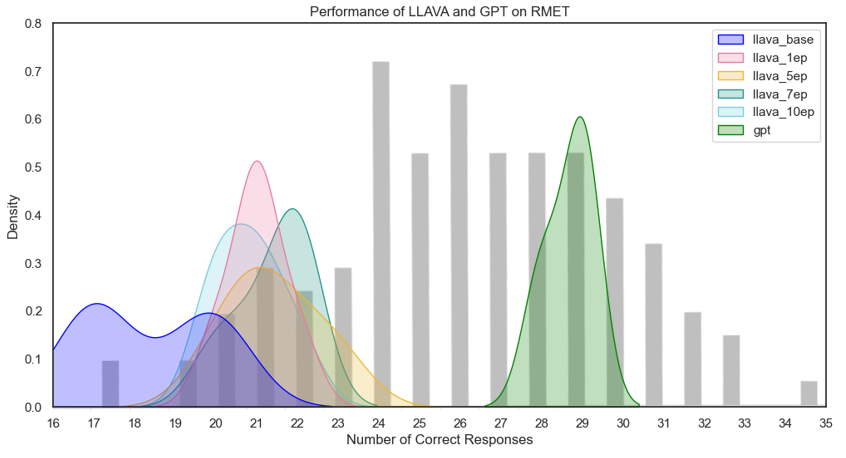 Performance of LLAVA and GPT on RMET
0.8
0.7
0.6
0.5
0.4
0.3
0.2
0.1
0.0
Density
llava_base
llava_1ep
llava_5ep
llava_7ep
llava_10ep
gpt
16 17 18 19 20 21 22 23 24 25 26 27 28 29 30 31 32 33 34 35
Number of Correct Responses